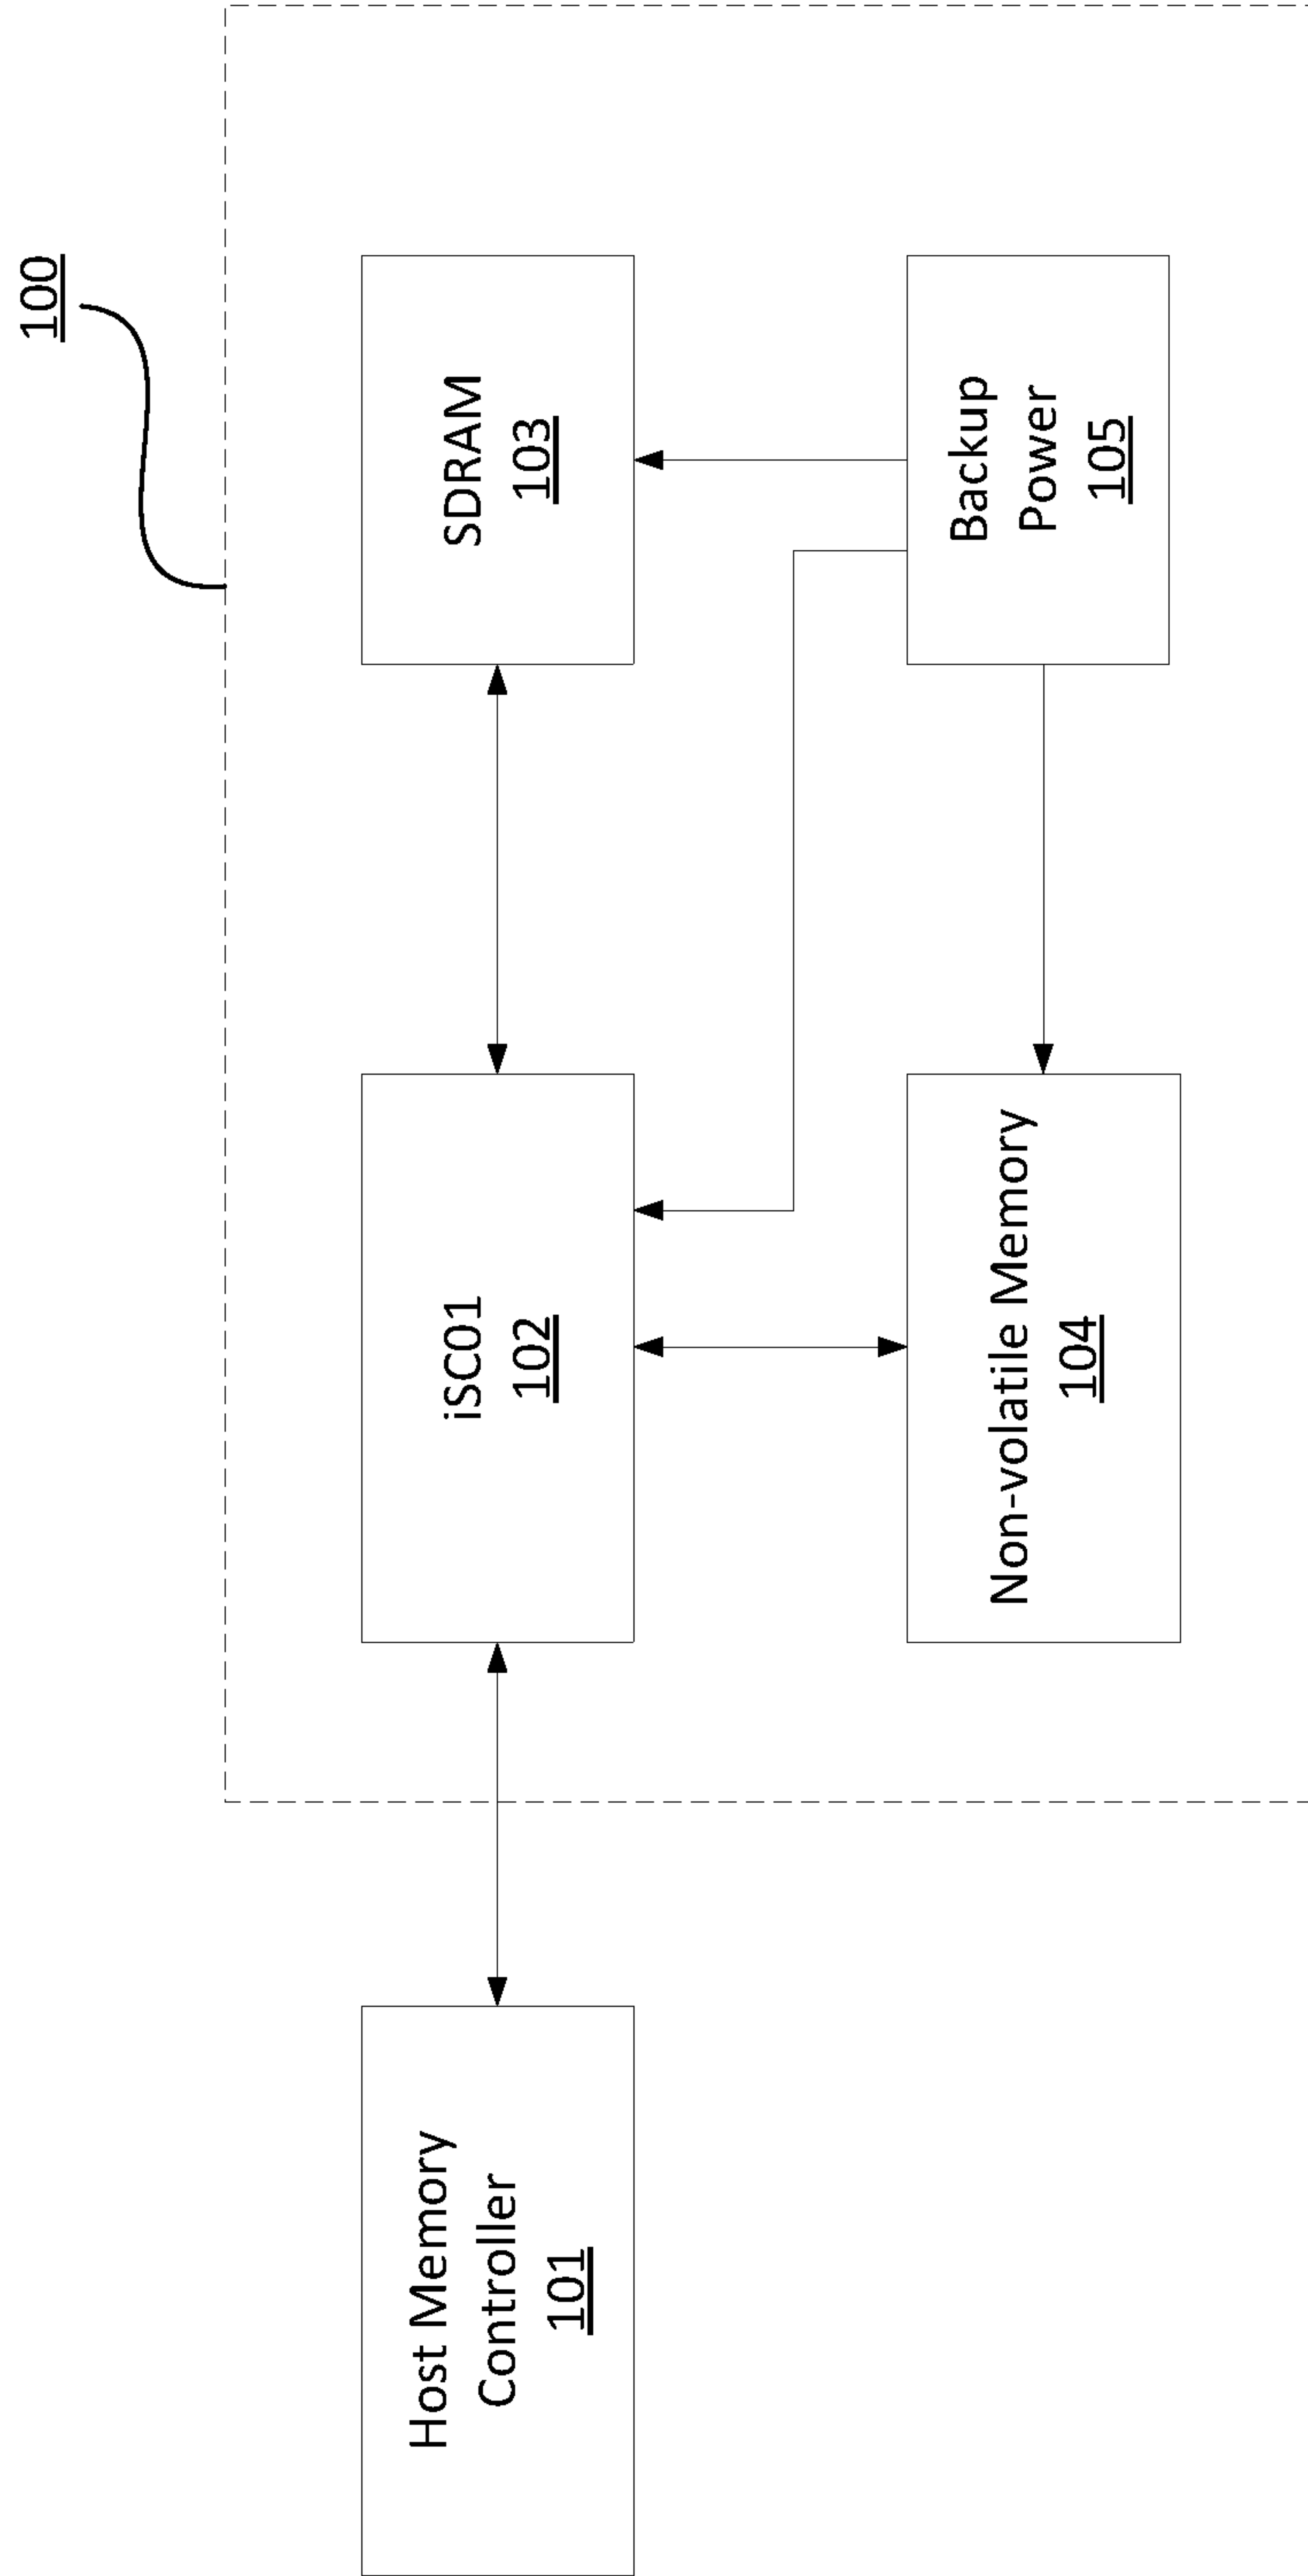 100
Host Memory
Controller
101
iSC01
102
SDRAM
103
Non-volatile Memory
104
Backup
Power
105